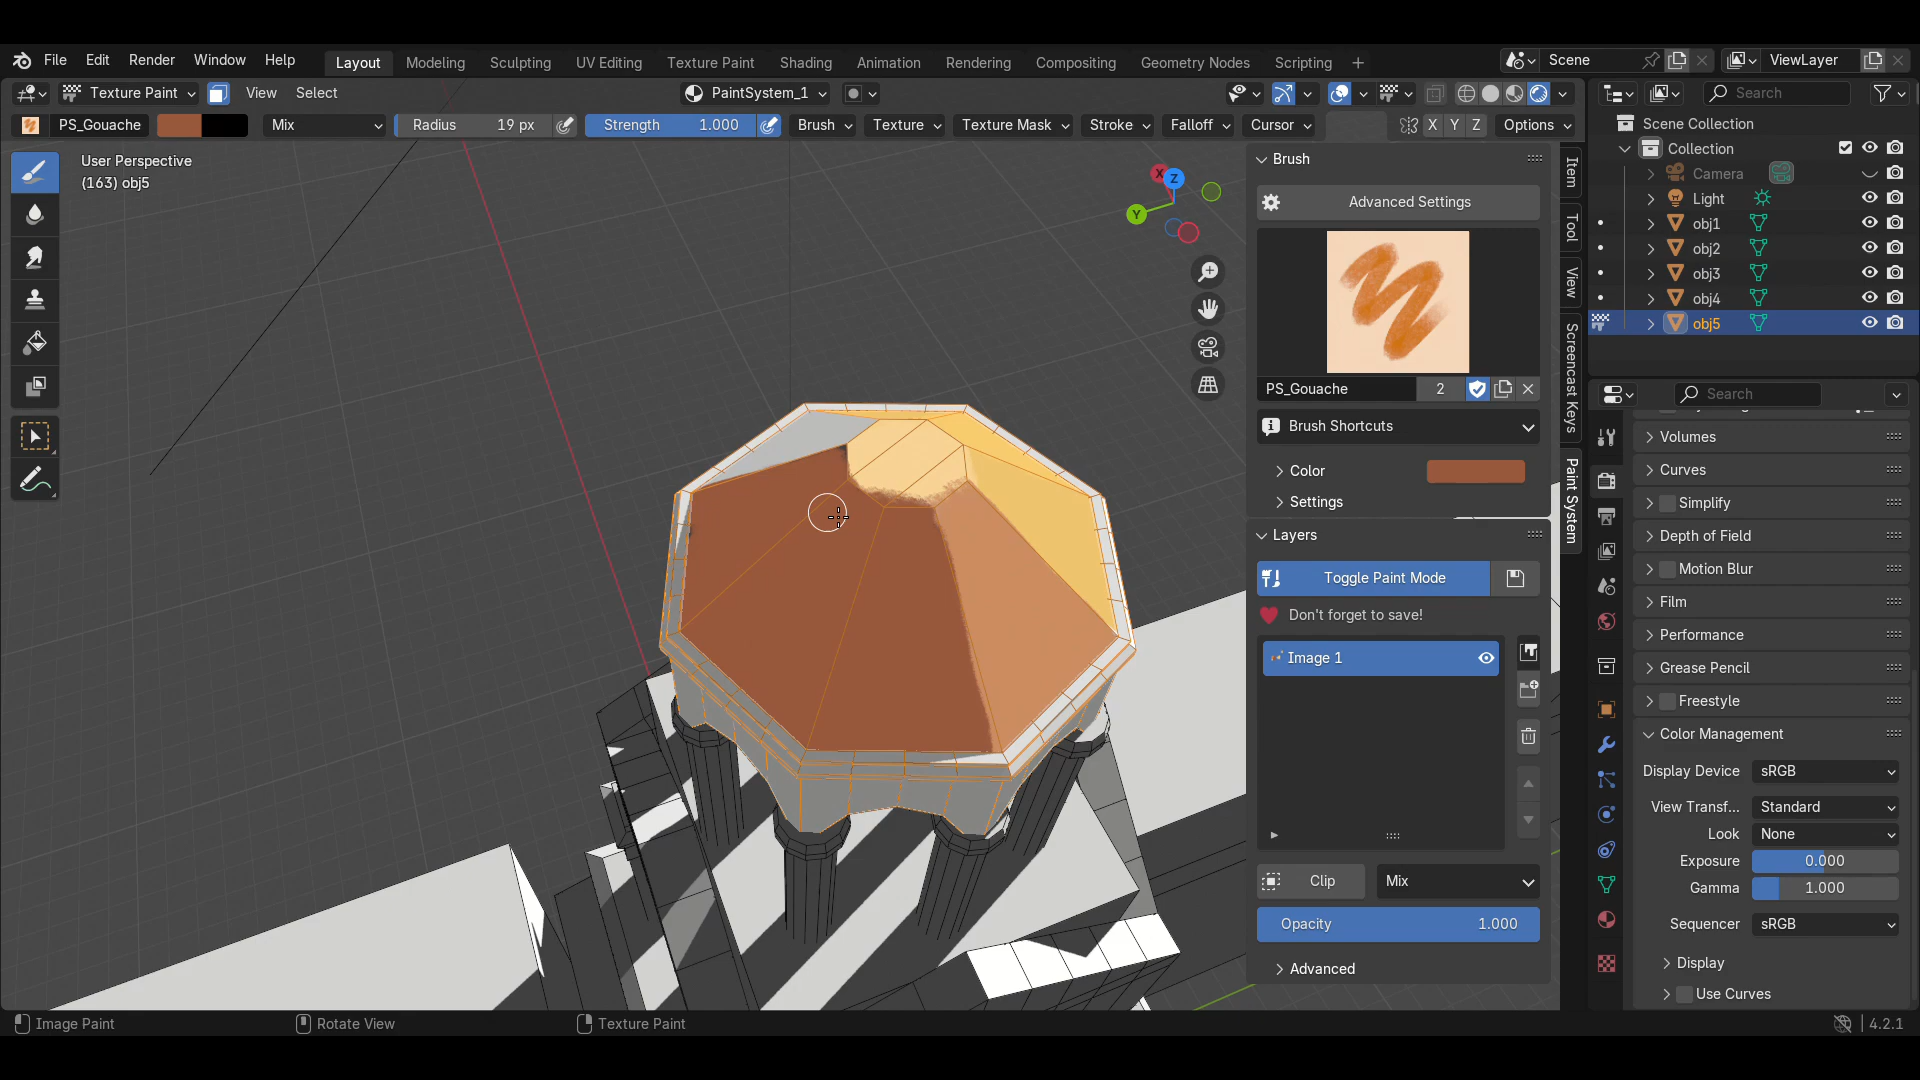 File Edit Render Window Help Layout Modeling Sculpting UV Editing Texture Paint Shading Animation Rendering Compositing Geometry Nodes Scripting + Scene ViewLayer
Texture Paint View Select PaintSystem_1 Search
PS_Gouache Mix Radius 19 px Strength 1.000 Brush Texture Texture Mask Stroke Falloff Cursor X Y Z Options
User Perspective
(163) obj5
X
Z
Y
Brush
Advanced Settings
PS_Gouache 2
Brush Shortcuts
Color
Settings
Layers
Toggle Paint Mode
Don't forget to save!
Image 1
Clip Mix
Opacity 1.000
Advanced
Item
Tool
View
Screencast Keys
Paint System
Scene Collection
Collection
Camera
Light
obj1
obj2
obj3
obj4
obj5
Search
Volumes
Curves
Simplify
Depth of Field
Motion Blur
Film
Performance
Grease Pencil
Freestyle
Color Management
Display Device sRGB
View Transf... Standard
Look None
Exposure 0.000
Gamma 1.000
Sequencer sRGB
Display
Use Curves
Image Paint Rotate View Texture Paint 4.2.1